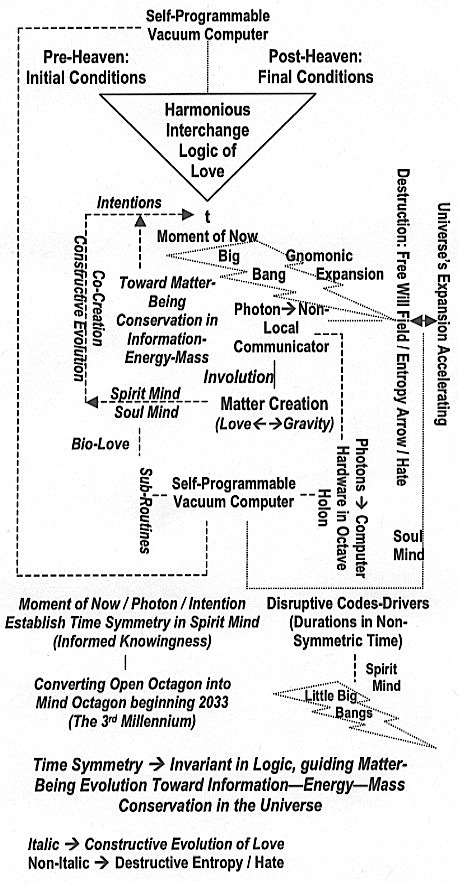 Self-Programmable
Vacuum Computer
Pre-Heaven:
Initial Conditions
Post-Heaven:
Final Conditions
Harmonious
Interchange
Logic of
Love
Intentions
t
Moment of Now
Big
Bang
Gnomonic
Expansion
Co-Creation
Constructive Evolution
Toward Matter-
Being
Conservation in
Information-
Energy-Mass
Photon → Non-
Local
Communicator
Involution
Spirit Mind
Soul Mind
Matter Creation
(Love ← → Gravity)
Bio-Love
Sub-Routines
Self-Programmable
Vacuum Computer
Photons → Computer
Hardware in Octave
Holon
Destruction: Free Will Field / Entropy Arrow / Hate
Universe's Expansion Accelerating
Soul
Mind
Moment of Now / Photon / Intention
Establish Time Symmetry in Spirit Mind
(Informed Knowingness)
Converting Open Octagon into
Mind Octagon beginning 2033
(The 3rd Millennium)
Disruptive Codes-Drivers
(Durations in Non-
Symmetric Time)
Spirit
Mind
Little Big
Bangs
Time Symmetry → Invariant in Logic, guiding Matter-
Being Evolution Toward Information—Energy—Mass
Conservation in the Universe
Italic → Constructive Evolution of Love
Non-Italic → Destructive Entropy / Hate